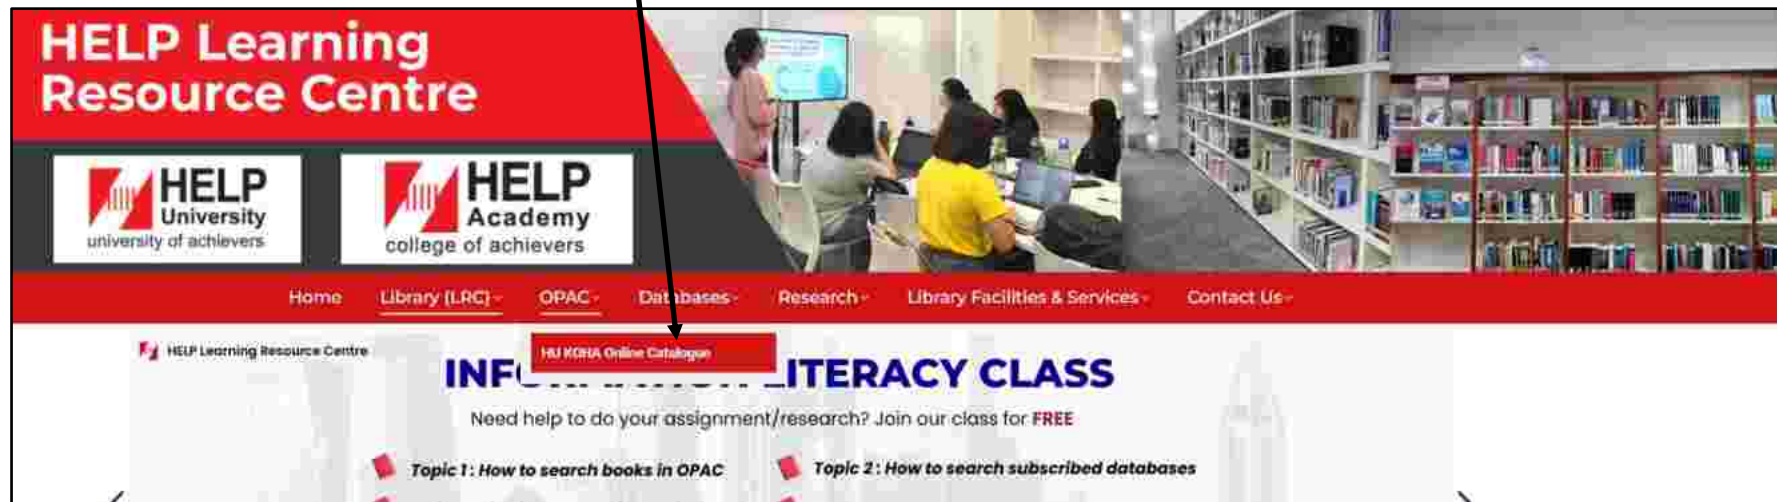 HELP Learning
Resource Centre
HELP
University
university of achievers
HELP
Academy
college of achievers
Home Library (LRC) OPAC Databases Research Library Facilities & Services Contact Us
HELP Learning Resource Centre
HU KOHA Online Catalogue
LITERACY CLASS
Need help to do your assignment/research? Join our class for FREE
Topic 1 : How to search books in OPAC
Topic 2 : How to search subscribed databases